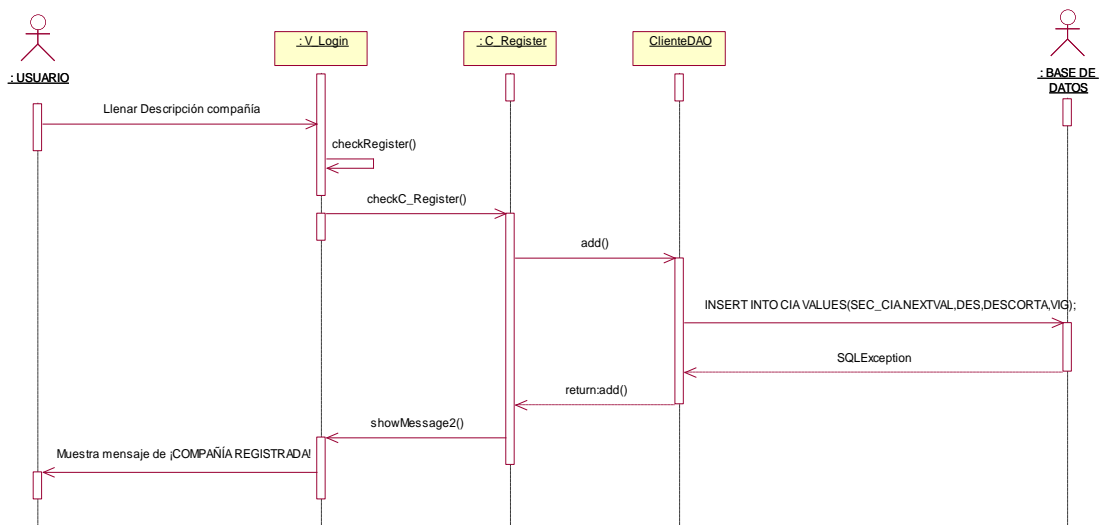 : V_Login
: C_Register
ClienteDAO
: USUARIO
: BASE DE
DATOS
Llenar Descripción compañía
checkRegister()
checkC_Register()
add()
INSERT INTO CIA VALUES(SEC_CIA.NEXTVAL,DES,DESCORTA,VIG);
SQLException
return:add()
showMessage2()
Muestra mensaje de ¡COMPAÑÍA REGISTRADA!